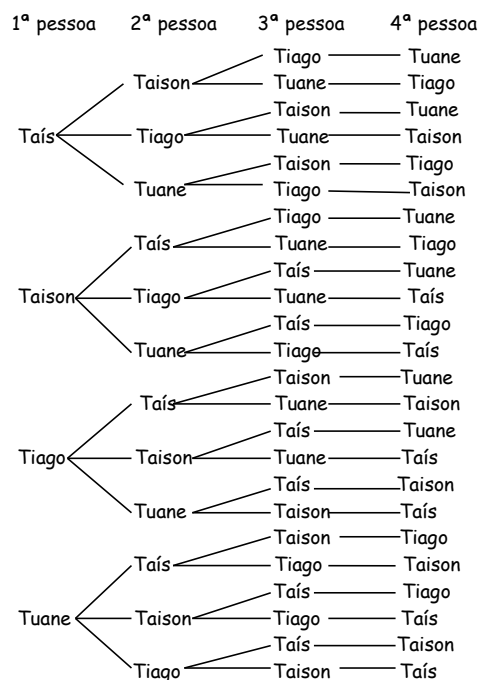 1ª pessoa 2ª pessoa 3ª pessoa 4ª pessoa
Tiago Tuane
Taison Tuane Tiago
Taison Tuane
Taís Tiago Tuane Taison
Taison Tiago
Tuane Tiago Taison
Tiago Tuane
Taís Tuane Tiago
Taís Tuane
Taison Tiago Tuane Taís
Taís Tiago
Tuane Tiago Taís
Taison Tuane
Taís Tuane Taison
Taís Tuane
Tiago Taison Tuane Taís
Taís Taison
Tuane Taison Taís
Taison Tiago
Taís Tiago Taison
Taís Tiago
Tuane Taison Tiago Taís
Taís Taison
Tiago Taison Taís